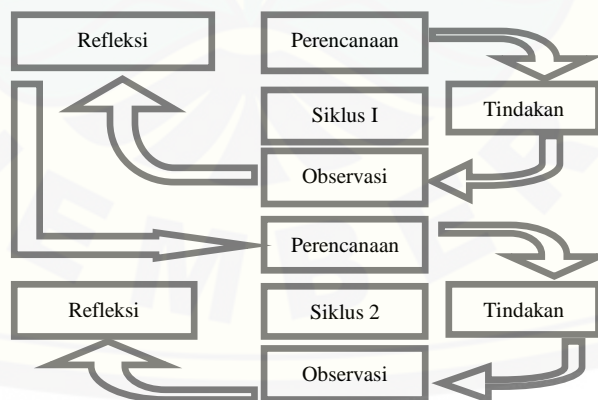 Refleksi
Perencanaan
Siklus I
Tindakan
Observasi
Perencanaan
Refleksi
Siklus 2
Tindakan
Observasi